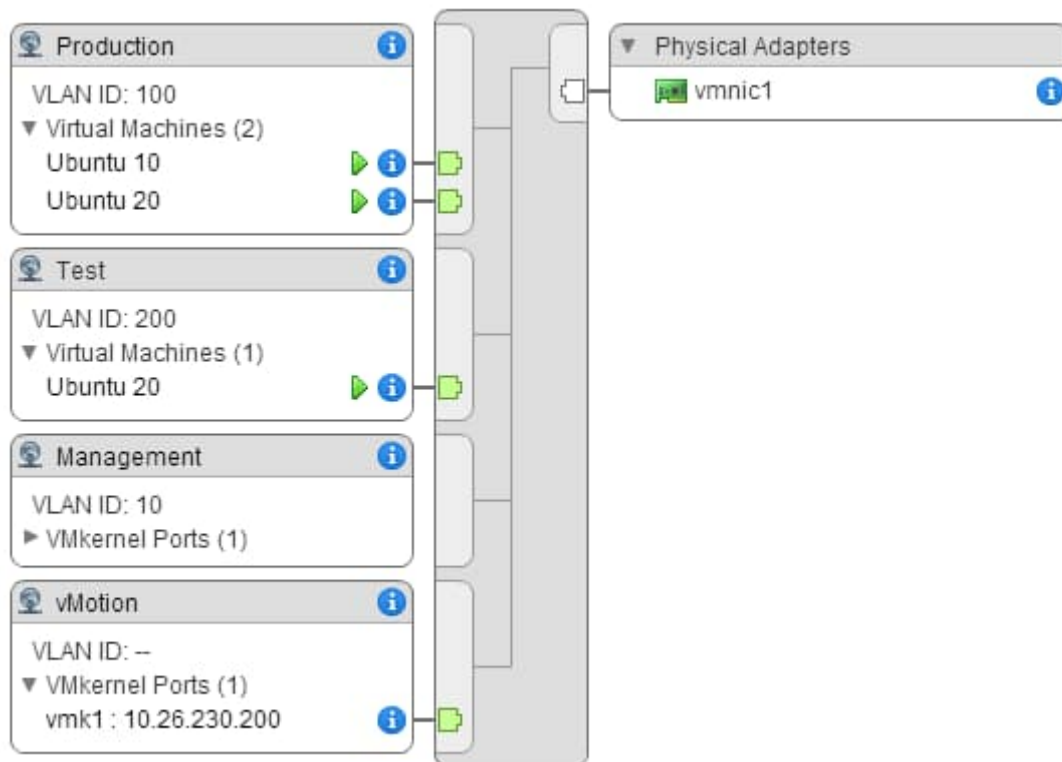 Production
VLAN ID: 100
Virtual Machines (2)
Ubuntu 10
Ubuntu 20
Test
VLAN ID: 200
Virtual Machines (1)
Ubuntu 20
Management
VLAN ID: 10
VMkernel Ports (1)
vMotion
VLAN ID: --
VMkernel Ports (1)
vmk1 : 10.26.230.200
Physical Adapters
vmnic1